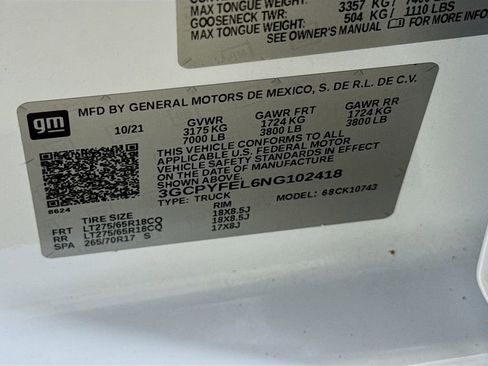 MAX TONGUE WEIGHT: 3357 KG / 7400 LBS
GOOSENECK TWR:
MAX TONGUE WEIGHT: 504 KG / 1110 LBS
SEE OWNER'S MANUAL FOR MORE INFOR
gm
MFD BY GENERAL MOTORS DE MEXICO, S. DE R.L. DE C.V.
10/21 GVWR GAWR FRT GAWR RR
3175 KG 1724 KG 1724 KG
7000 LB 3800 LB 3800 LB
THIS VEHICLE CONFORMS TO ALL
APPLICABLE U.S. FEDERAL MOTOR
VEHICLE SAFETY STANDARDS IN EFFECT
ON THE DATE OF MANUFACTURE
SHOWN ABOVE.
3GCPYFEL6NG102418
TYPE: TRUCK MODEL: 68CK10743
8624
TIRE SIZE RIM
FRT LT275/65R18CQ 18X8.5J
RR LT275/65R18CQ 18X8.5J
SPA 265/70R17 S 17X8J